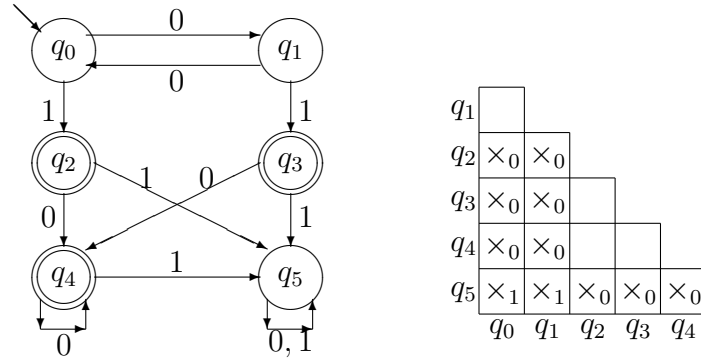 0
q₀ q₁
0
1 1
q₂ q₃
1 0
0 1
q₄ 1 q₅
0 0, 1
q₁
q₂ ×₀ ×₀
q₃ ×₀ ×₀
q₄ ×₀ ×₀
q₅ ×₁ ×₁ ×₀ ×₀ ×₀
q₀ q₁ q₂ q₃ q₄